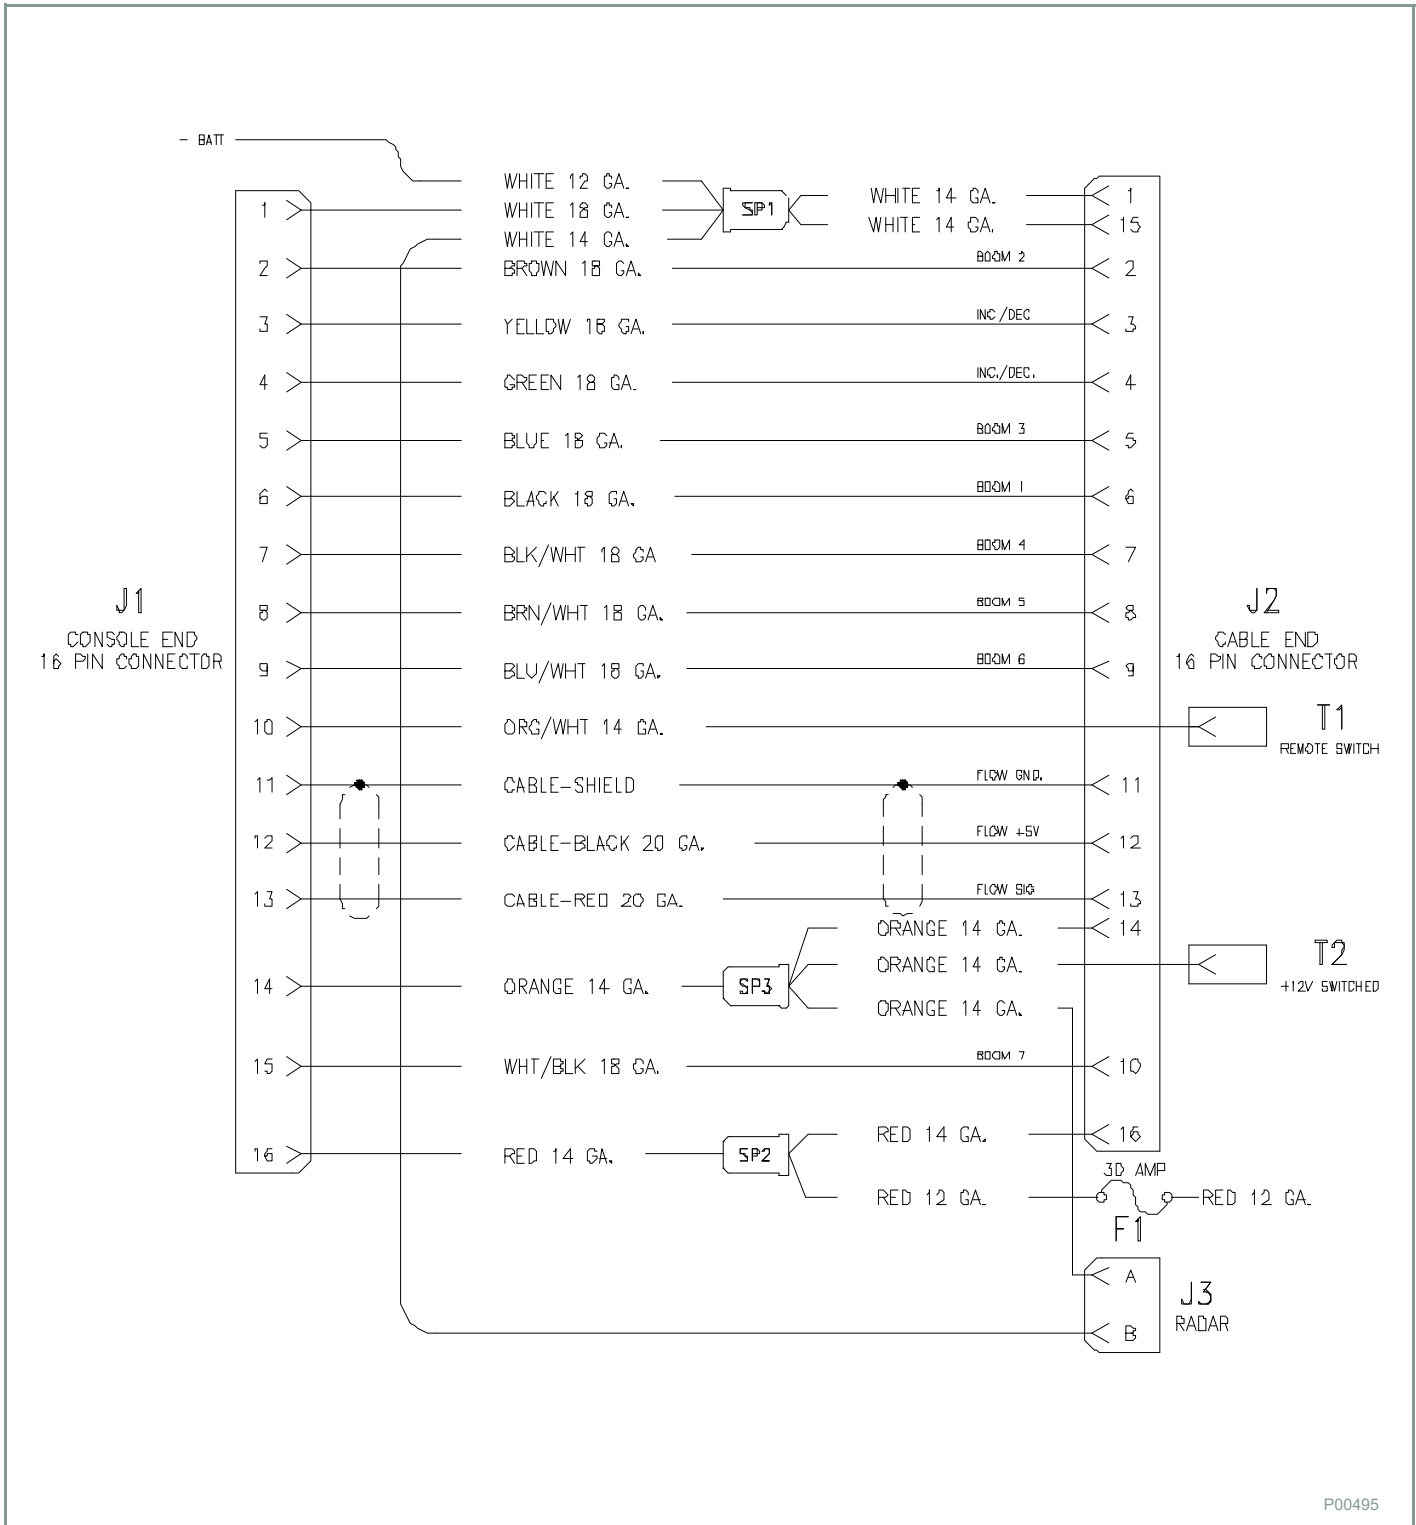 - BATT
WHITE 12 GA.
1 WHITE 18 GA. SP1 WHITE 14 GA. 1
WHITE 14 GA. WHITE 14 GA. 15
2 BROWN 18 GA. BOOM 2 2
3 YELLOW 18 GA. INC/DEC 3
4 GREEN 18 GA. INC./DEC. 4
5 BLUE 18 GA. BOOM 3 5
6 BLACK 18 GA. BOOM 1 6
7 BLK/WHT 18 GA BOOM 4 7
J1
CONSOLE END
16 PIN CONNECTOR
8 BRN/WHT 18 GA. BOOM 5 8
J2
CABLE END
16 PIN CONNECTOR
9 BLU/WHT 18 GA. BOOM 6 9
10 ORG/WHT 14 GA.
T1
REMOTE SWITCH
11 CABLE-SHIELD FLOW GND. 11
12 CABLE-BLACK 20 GA. FLOW +5V 12
13 CABLE-RED 20 GA. FLOW SIG 13
ORANGE 14 GA. 14
ORANGE 14 GA.
T2
+12V SWITCHED
14 ORANGE 14 GA. SP3
ORANGE 14 GA.
15 WHT/BLK 18 GA. BOOM 7 10
RED 14 GA. 16
16 RED 14 GA. SP2
30 AMP
RED 12 GA. RED 12 GA.
F1
A
J3
RADAR
B
P00495